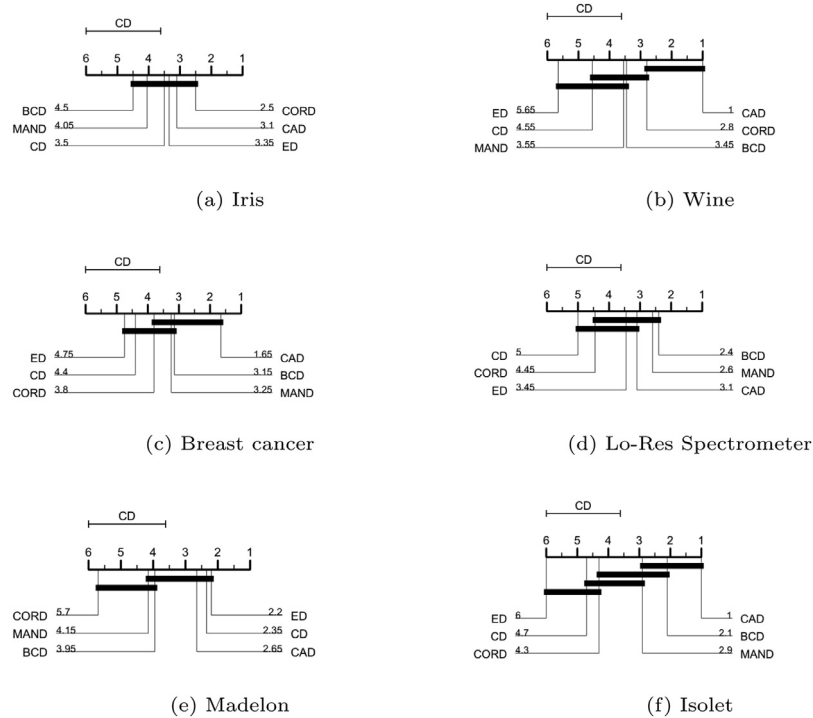 CD
6 5 4 3 2 1
BCD 4.5 2.5 CORD
MAND 4.05 3.1 CAD
CD 3.5 3.35 ED
(a) Iris
CD
6 5 4 3 2 1
ED 5.65 1 CAD
CD 4.55 2.8 CORD
MAND 3.55 3.45 BCD
(b) Wine
CD
6 5 4 3 2 1
ED 4.75 1.65 CAD
CD 4.4 3.15 BCD
CORD 3.8 3.25 MAND
(c) Breast cancer
CD
6 5 4 3 2 1
CD 5 2.4 BCD
CORD 4.45 2.6 MAND
ED 3.45 3.1 CAD
(d) Lo-Res Spectrometer
CD
6 5 4 3 2 1
CORD 5.7 2.2 ED
MAND 4.15 2.35 CD
BCD 3.95 2.65 CAD
(e) Madelon
CD
6 5 4 3 2 1
ED 6 1 CAD
CD 4.7 2.1 BCD
CORD 4.3 2.9 MAND
(f) Isolet